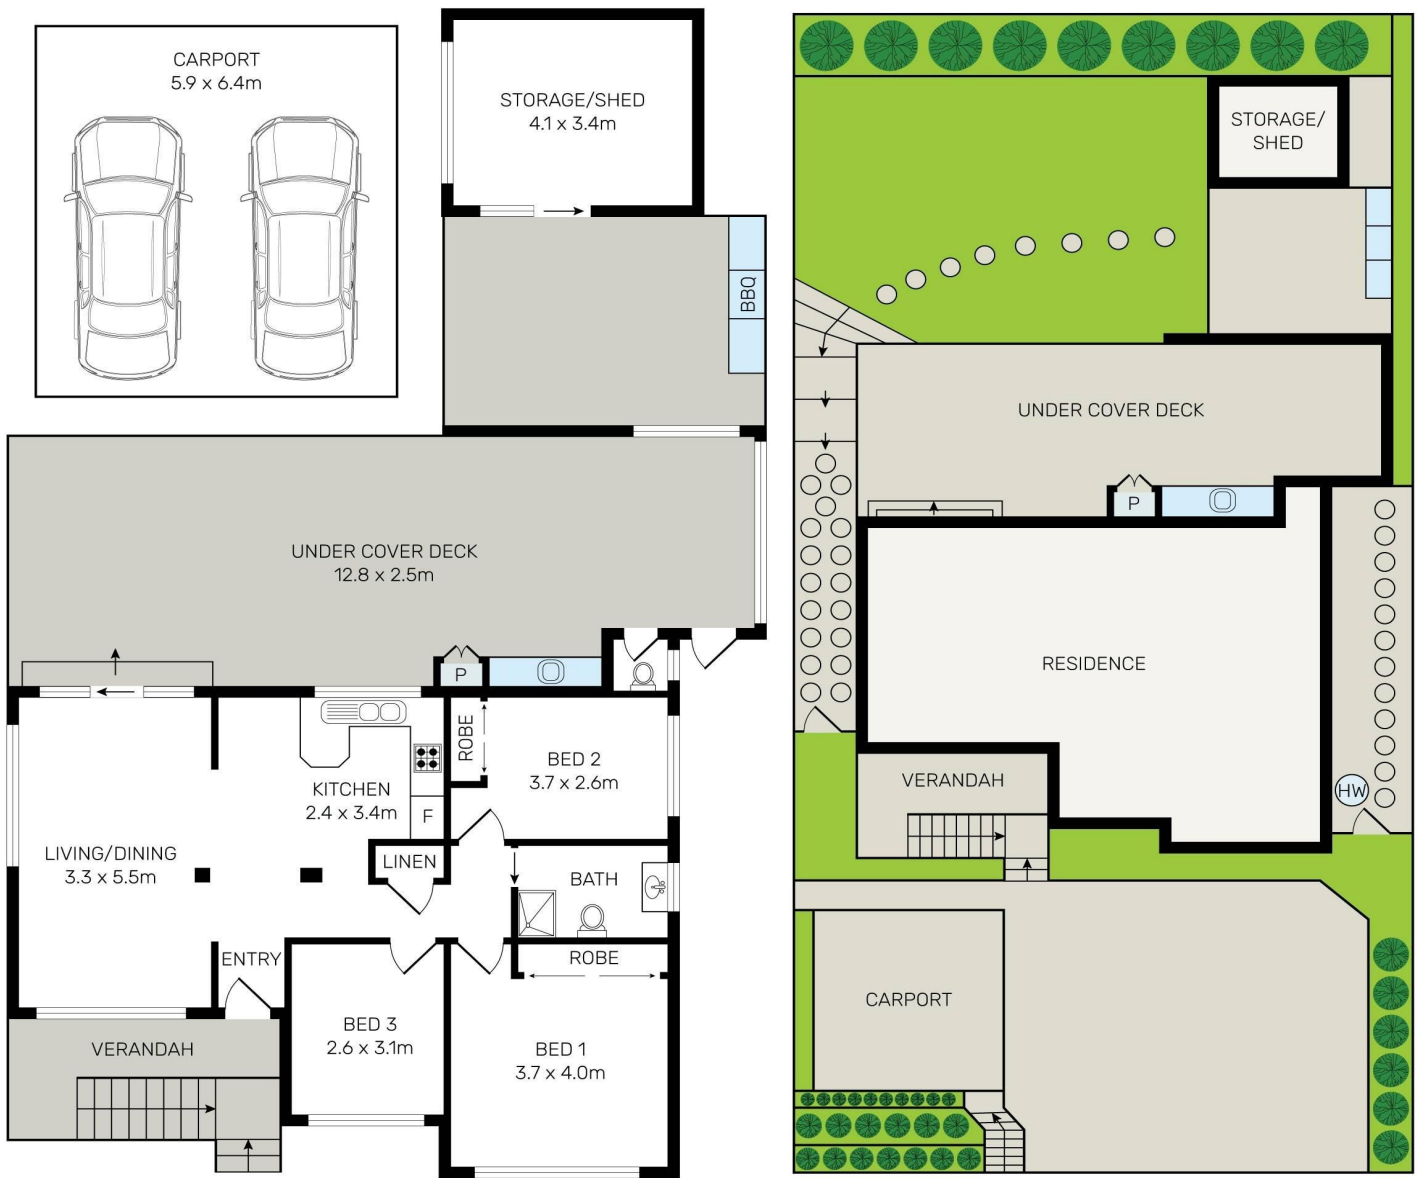 CARPORT
5.9 x 6.4m
STORAGE/SHED
4.1 x 3.4m
BBQ
UNDER COVER DECK
12.8 x 2.5m
P
ROBE
BED 2
3.7 x 2.6m
KITCHEN
2.4 x 3.4m
F
LIVING/DINING
3.3 x 5.5m
LINEN
BATH
ENTRY
ROBE
BED 3
2.6 x 3.1m
BED 1
3.7 x 4.0m
VERANDAH
STORAGE/
SHED
UNDER COVER DECK
P
RESIDENCE
VERANDAH
HW
CARPORT